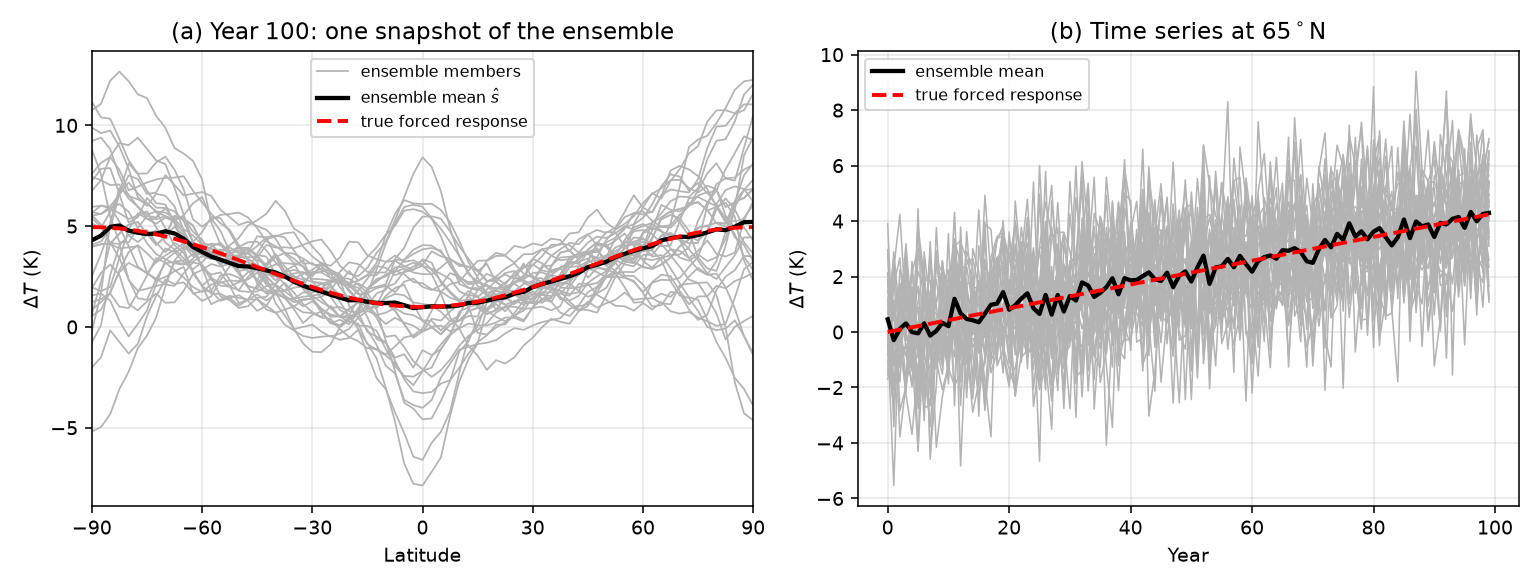 (a) Year 100: one snapshot of the ensemble
ensemble members
ensemble mean ŝ
true forced response
10
5
0
−5
ΔT (K)
−90
−60
−30
0
30
60
90
Latitude
(b) Time series at 65°N
ensemble mean
true forced response
10
8
6
4
2
0
−2
−4
−6
ΔT (K)
0
20
40
60
80
100
Year